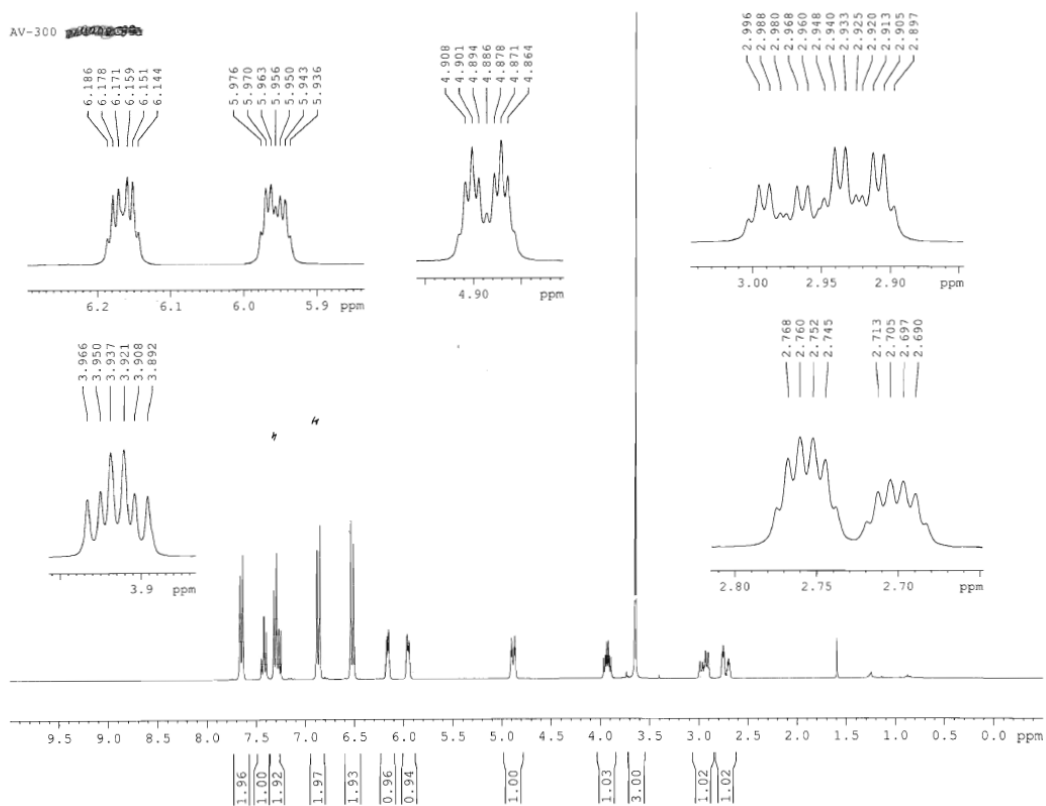 AV-300
6.186 6.178 6.171 6.159 6.151 6.144
5.976 5.970 5.963 5.956 5.950 5.943 5.936
4.908 4.901 4.894 4.886 4.878 4.871 4.864
2.996 2.988 2.980 2.968 2.960 2.948 2.940 2.933 2.925 2.920 2.913 2.905 2.897
6.2 6.1 6.0 5.9 ppm
4.90 ppm
3.00 2.95 2.90 ppm
3.966 3.950 3.937 3.921 3.908 3.892
2.768 2.760 2.752 2.745 2.713 2.705 2.697 2.690
3.9 ppm
2.80 2.75 2.70 ppm
9.5 9.0 8.5 8.0 7.5 7.0 6.5 6.0 5.5 5.0 4.5 4.0 3.5 3.0 2.5 2.0 1.5 1.0 0.5 0.0 ppm
1.96 1.00 1.92 1.97 1.93 0.96 0.94 1.00 1.03 3.00 1.02 1.02